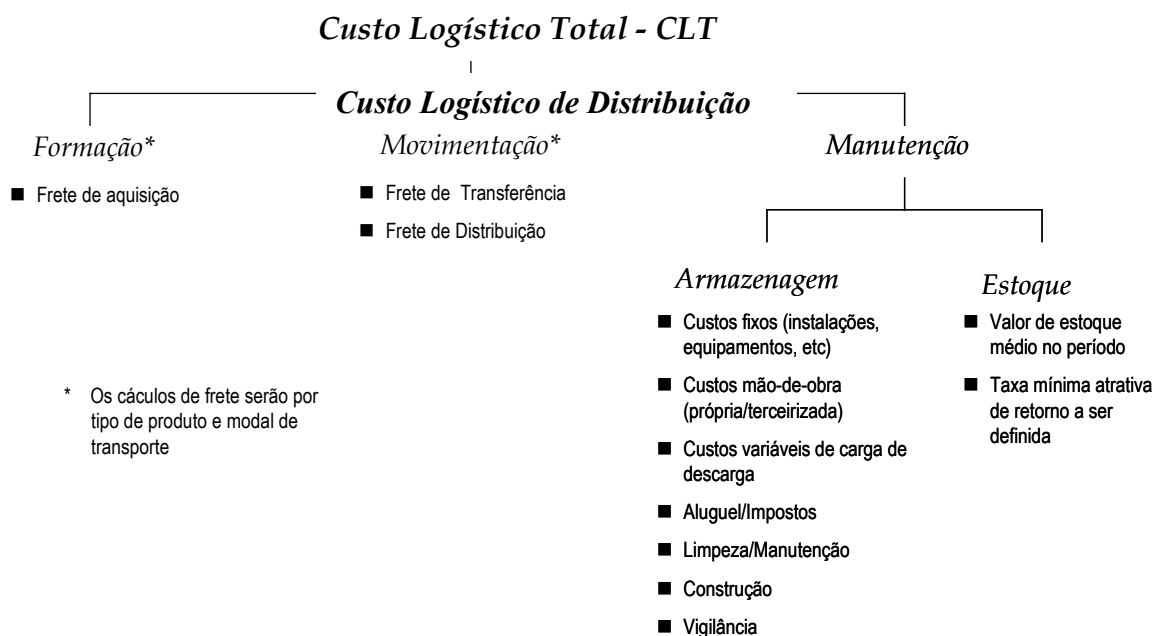 Custo Logístico Total - CLT
Custo Logístico de Distribuição
Formação*
Frete de aquisição
Movimentação*
Frete de Transferência
Frete de Distribuição
Manutenção
Armazenagem
Custos fixos (instalações,
equipamentos, etc)
Custos mão-de-obra
(própria/terceirizada)
Custos variáveis de carga de
descarga
Aluguel/Impostos
Limpeza/Manutenção
Construção
Vigilância
Estoque
Valor de estoque
médio no período
Taxa mínima atrativa
de retorno a ser
definida
* Os cáculos de frete serão por
tipo de produto e modal de
transporte